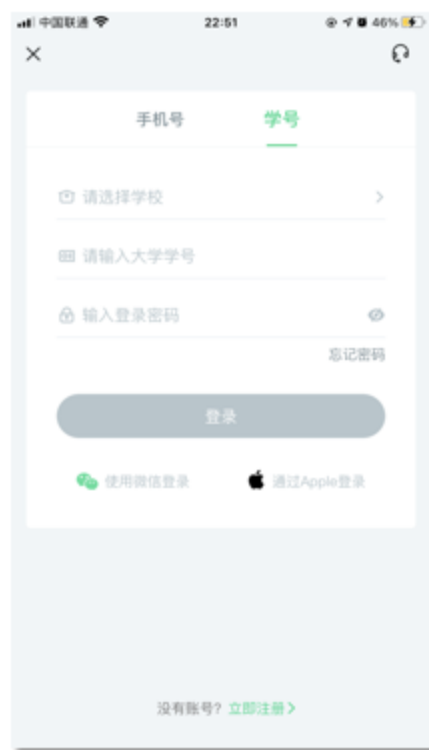 中国联通 22:51 46%
手机号 学号
请选择学校
请输入大学学号
输入登录密码
忘记密码
登录
使用微信登录 通过Apple登录
没有账号? 立即注册